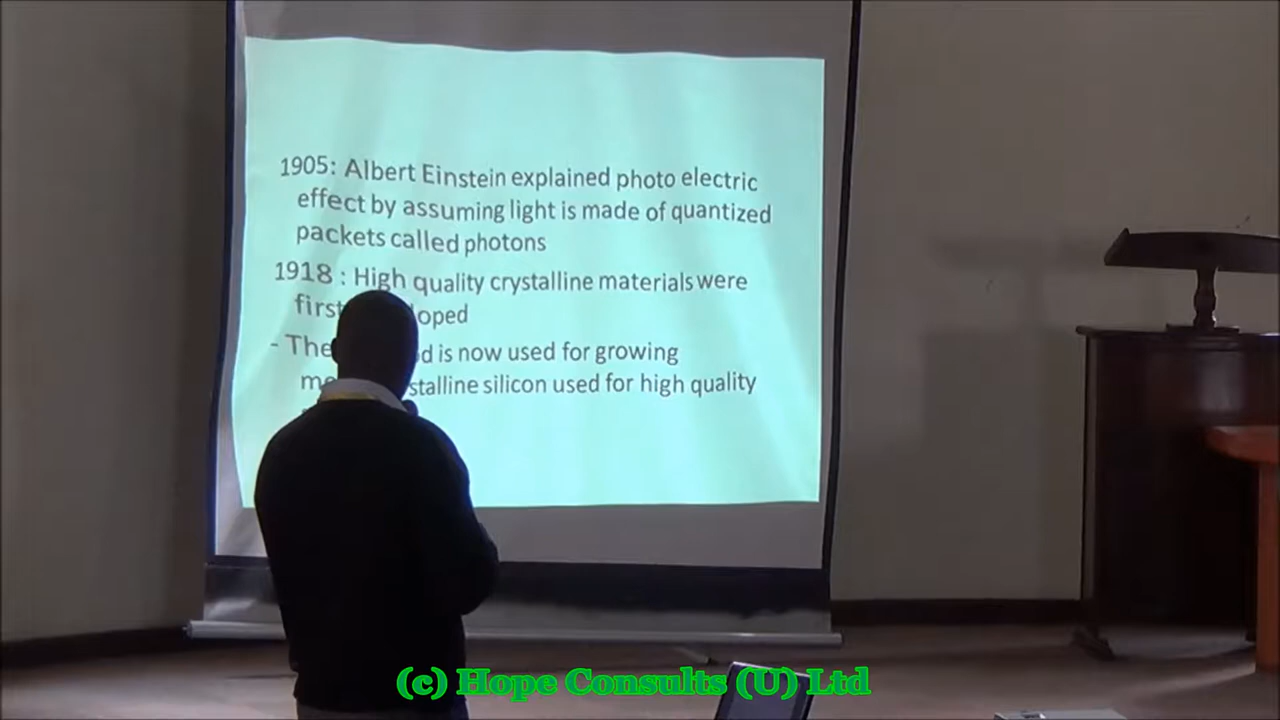 1905: Albert Einstein explained photo electric
effect by assuming light is made of quantized
packets called photons
1918 : High quality crystalline materials were
first loped
- The d is now used for growing
m stalline silicon used for high quality
(c) Hope Consults (U) Ltd